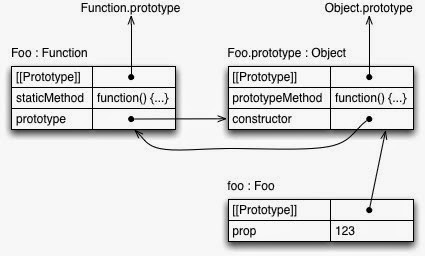 Function.prototype
Object.prototype
Foo : Function
Foo.prototype : Object
[[Prototype]]
[[Prototype]]
staticMethod function() {...}
prototypeMethod function() {...}
prototype
constructor
foo : Foo
[[Prototype]]
prop 123